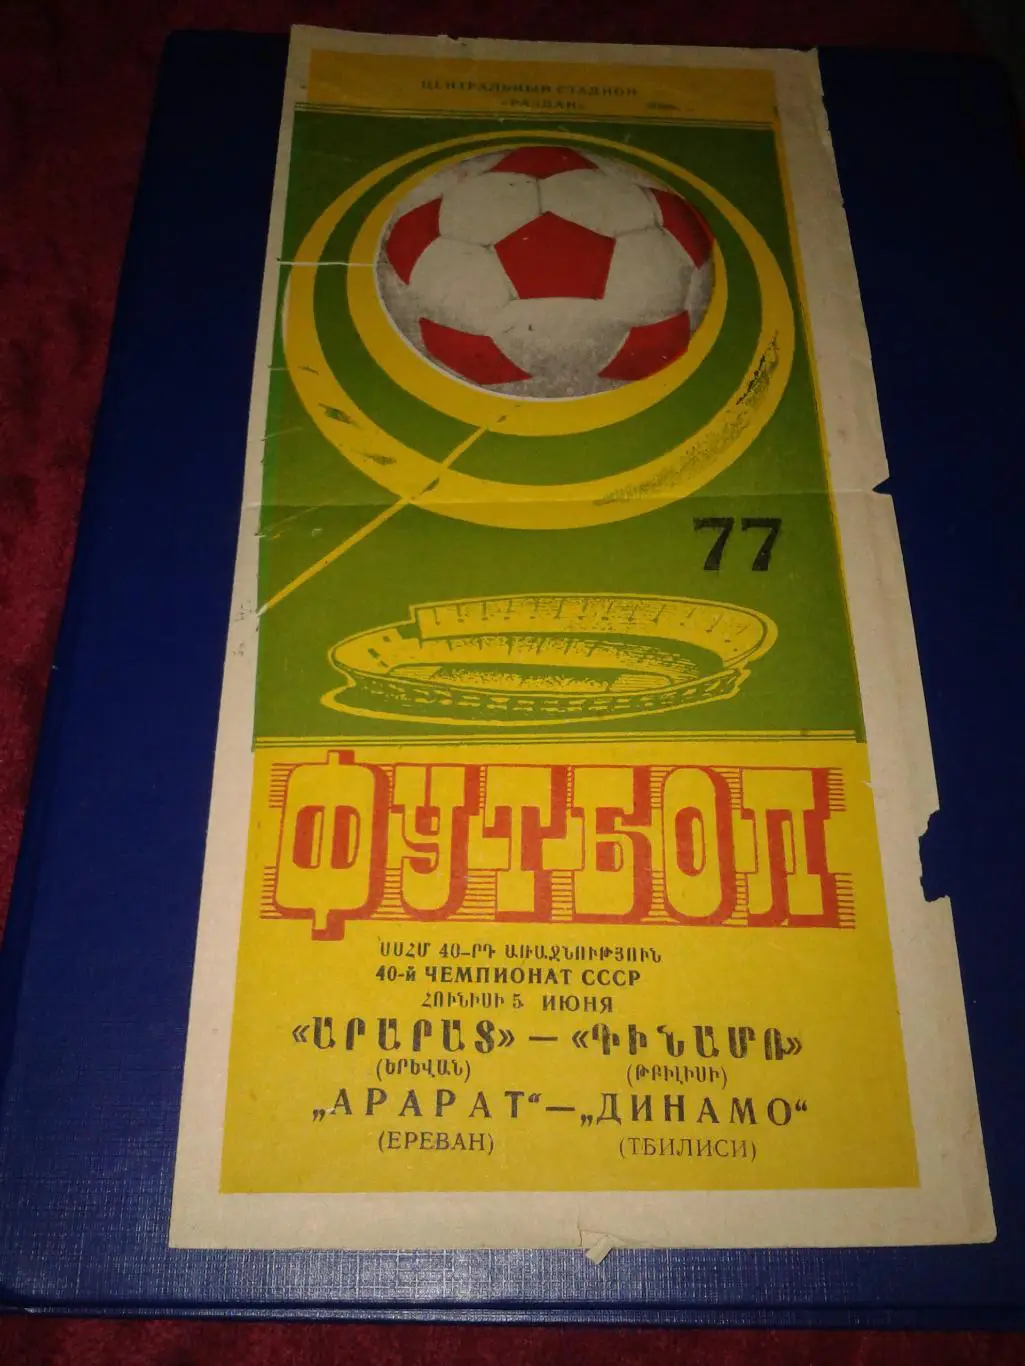 ЦЕНТРАЛЬНЫЙ СТАДИОН
«РАЗДАН»
77
ФУТБОЛ
ՍՍՀՄ 40-ՐԴ ԱՌԱՋՆՈՒԹՅՈՒՆ
40-й ЧЕМПИОНАТ СССР
ՀՈՒՆԻՍԻ 5 ИЮНЯ
«ԱՐԱՐԱՏ» — «ԴԻՆԱՄՈ»
(ԵՐԵՎԱՆ) (ԹԲԻԼԻՍԻ)
„АРАРАТ“ — „ДИНАМО“
(ЕРЕВАН) (ТБИЛИСИ)